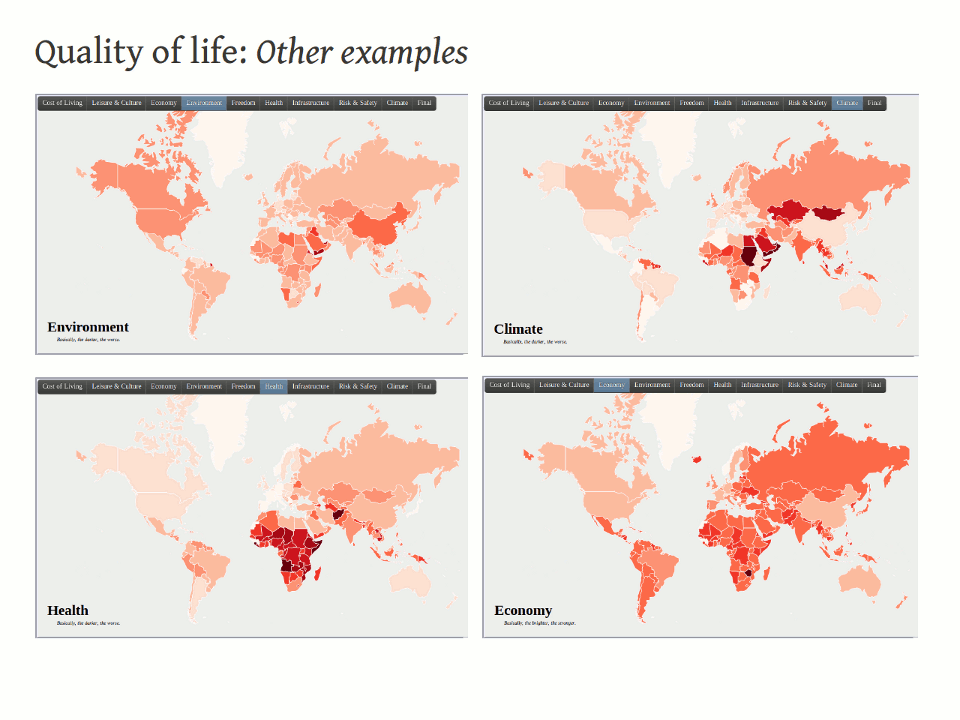 Quality of life: Other examples
Cost of Living Leisure & Culture Economy Environment Freedom Health Infrastructure Risk & Safety Climate Final
Environment
Basically, the darker, the worse.
Cost of Living Leisure & Culture Economy Environment Freedom Health Infrastructure Risk & Safety Climate Final
Climate
Basically, the darker, the worse.
Cost of Living Leisure & Culture Economy Environment Freedom Health Infrastructure Risk & Safety Climate Final
Health
Basically, the darker, the worse.
Cost of Living Leisure & Culture Economy Environment Freedom Health Infrastructure Risk & Safety Climate Final
Economy
Basically, the brighter, the stronger.